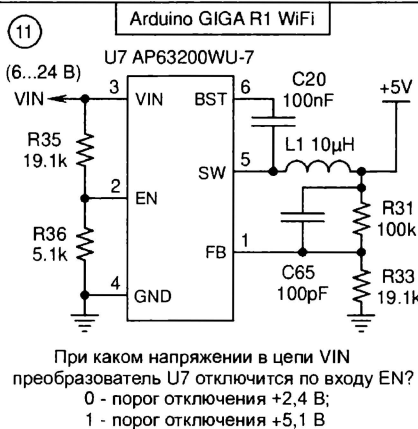 11
Arduino GIGA R1 WiFi
U7 AP63200WU-7
(6...24 В)
VIN
3
VIN
BST
6
C20
100nF
+5V
R35
19.1k
L1 10µH
SW
5
2
EN
R36
5.1k
FB
1
R31
100k
4
GND
C65
100pF
R33
19.1k
При каком напряжении в цепи VIN
преобразователь U7 отключится по входу EN?
0 - порог отключения +2,4 В;
1 - порог отключения +5,1 В